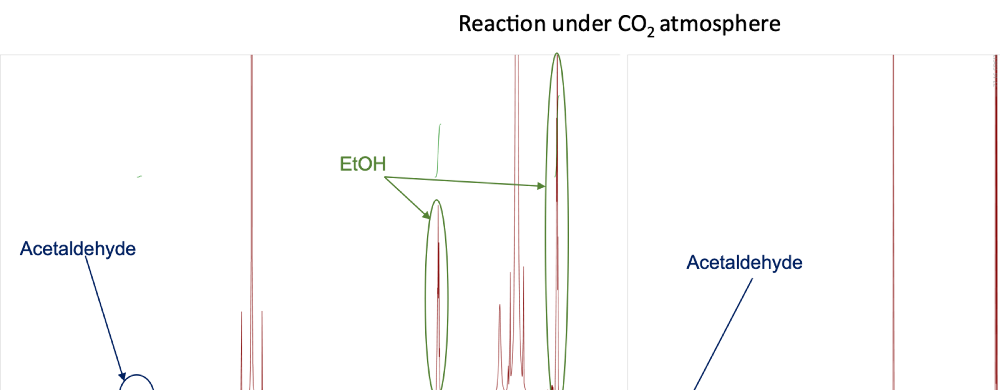 Reaction under CO₂ atmosphere
EtOH
Acetaldehyde
Acetaldehyde